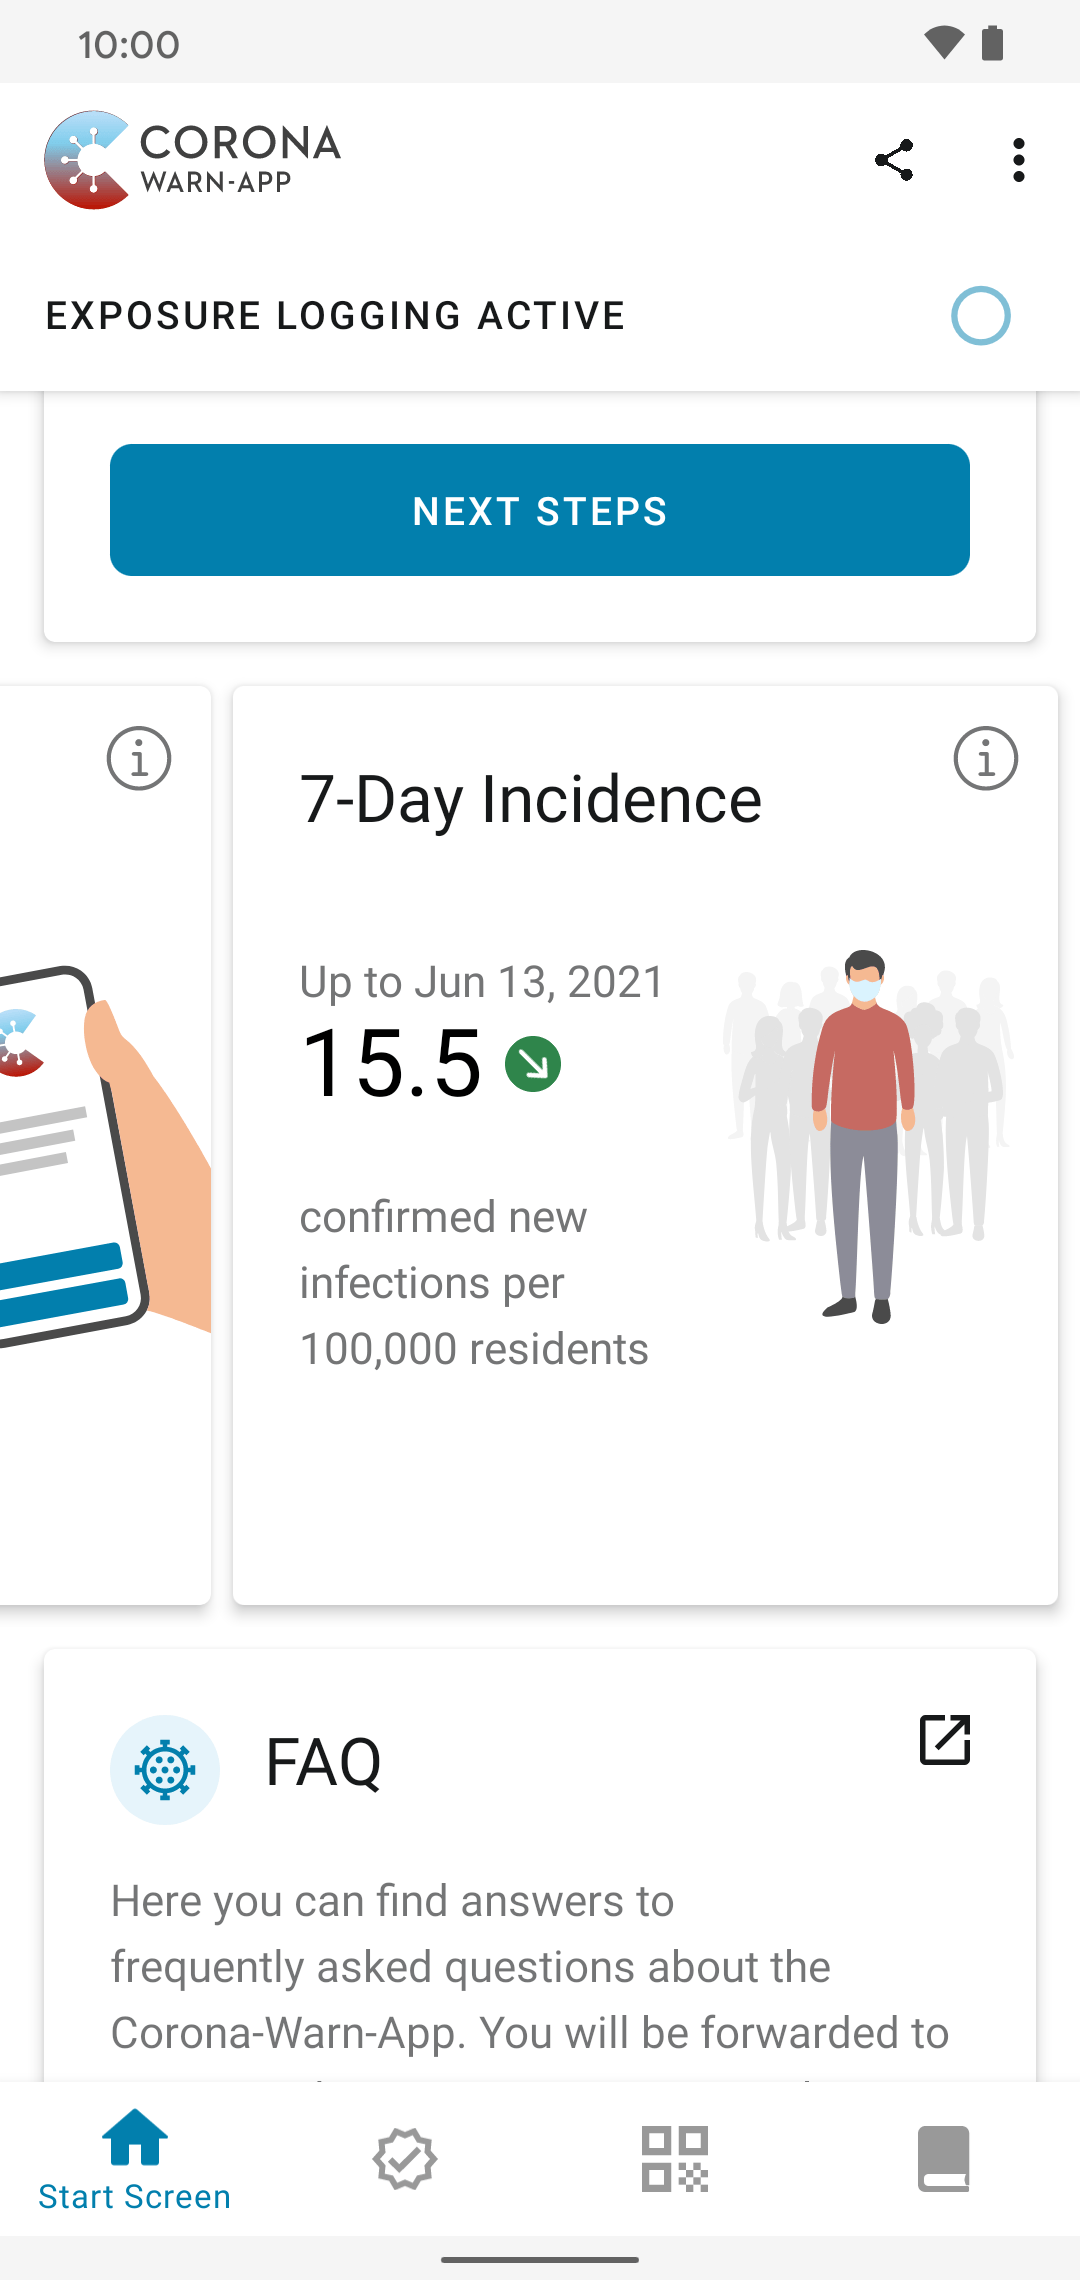 10:00
CORONA
WARN-APP
EXPOSURE LOGGING ACTIVE
NEXT STEPS
7-Day Incidence
Up to Jun 13, 2021
15.5
confirmed new
infections per
100,000 residents
FAQ
Here you can find answers to
frequently asked questions about the
Corona-Warn-App. You will be forwarded to
Start Screen